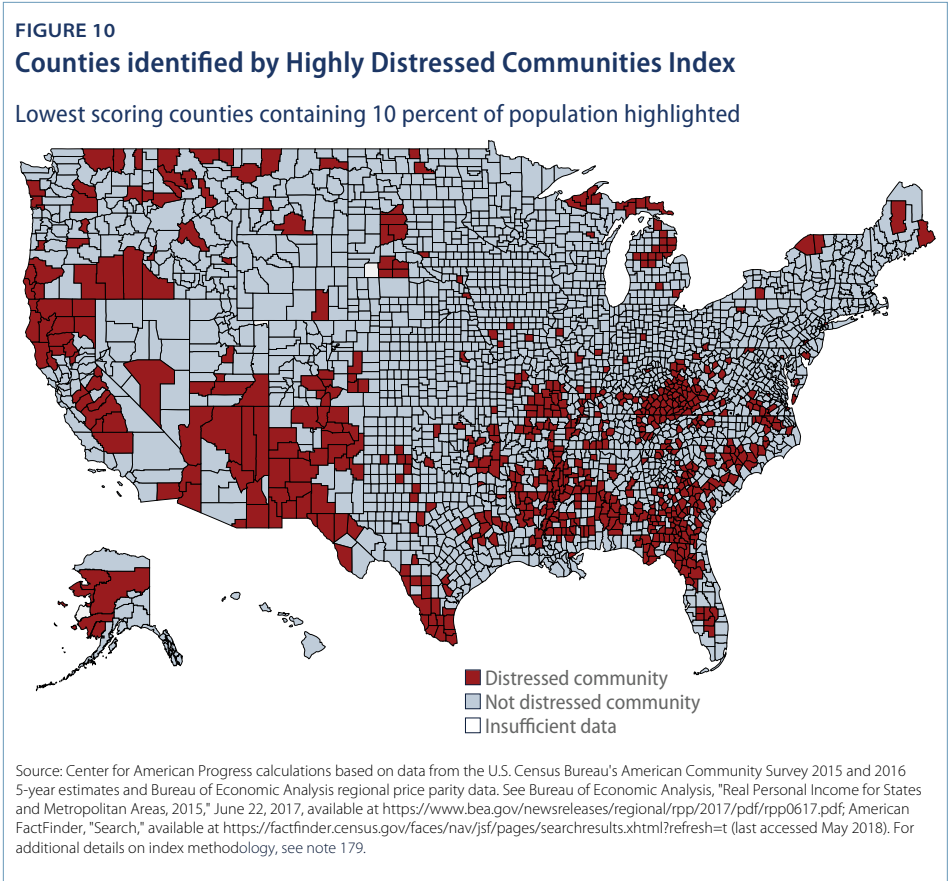 FIGURE 10
Counties identified by Highly Distressed Communities Index
Lowest scoring counties containing 10 percent of population highlighted
Distressed community
Not distressed community
Insufficient data
Source: Center for American Progress calculations based on data from the U.S. Census Bureau's American Community Survey 2015 and 2016
5-year estimates and Bureau of Economic Analysis regional price parity data. See Bureau of Economic Analysis, "Real Personal Income for States
and Metropolitan Areas, 2015," June 22, 2017, available at https://www.bea.gov/newsreleases/regional/rpp/2017/pdf/rpp0617.pdf; American
FactFinder, "Search," available at https://factfinder.census.gov/faces/nav/jsf/pages/searchresults.xhtml?refresh=t (last accessed May 2018). For
additional details on index methodology, see note 179.